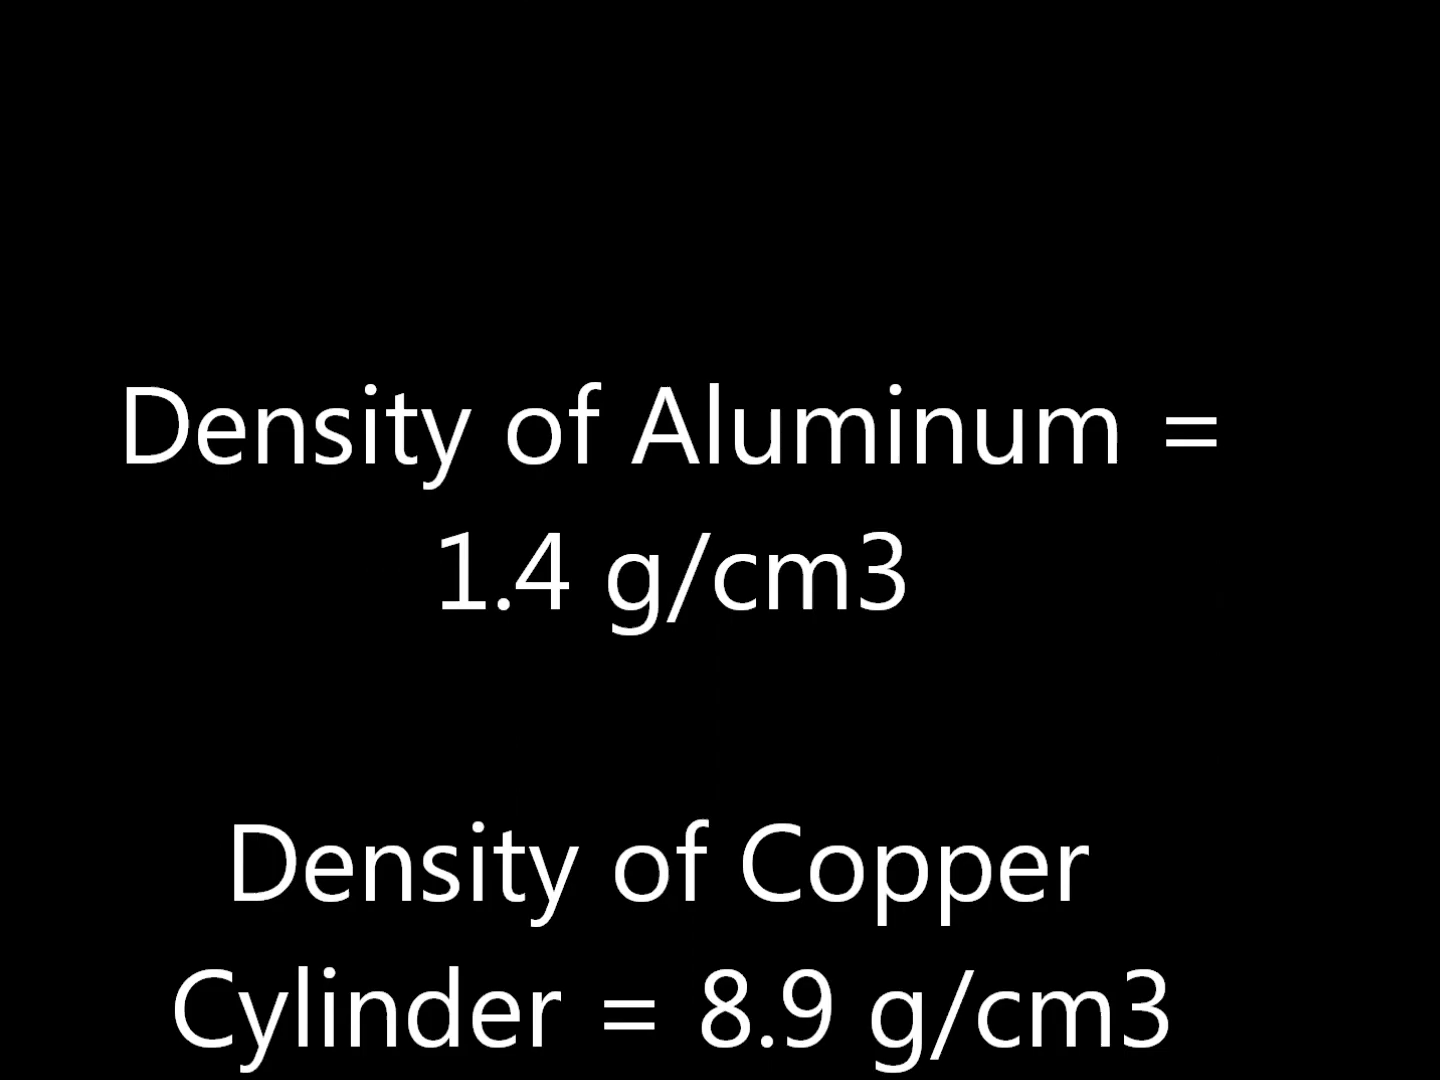 Density of Aluminum =
1.4 g/cm3
Density of Copper
Cylinder = 8.9 g/cm3